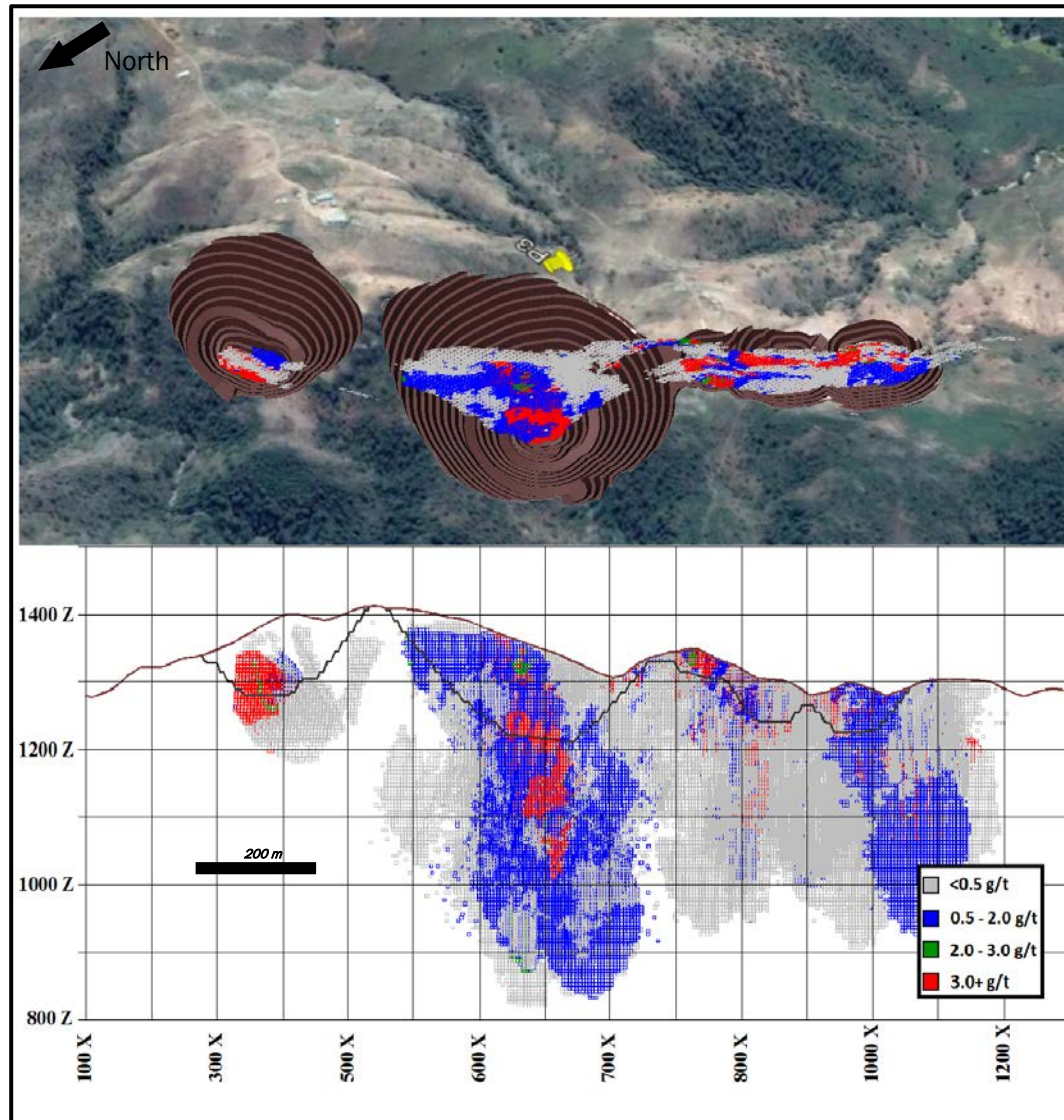 North
P3
1400 Z
1200 Z
1000 Z
800 Z
200 m
<0.5 g/t
0.5 - 2.0 g/t
2.0 - 3.0 g/t
3.0+ g/t
100 X
300 X
500 X
600 X
700 X
800 X
1000 X
1200 X